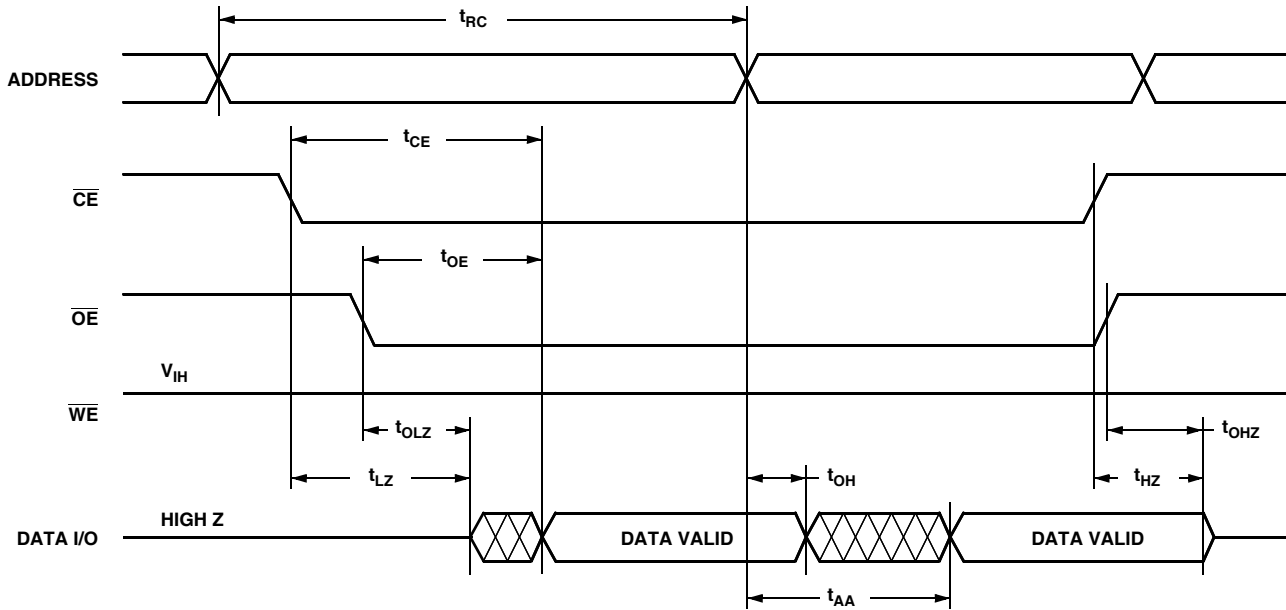 tRC
ADDRESS
tCE
CE
tOE
OE
VIH
WE
tOLZ
tOHZ
tLZ
tOH
tHZ
HIGH Z
DATA I/O
DATA VALID
DATA VALID
tAA